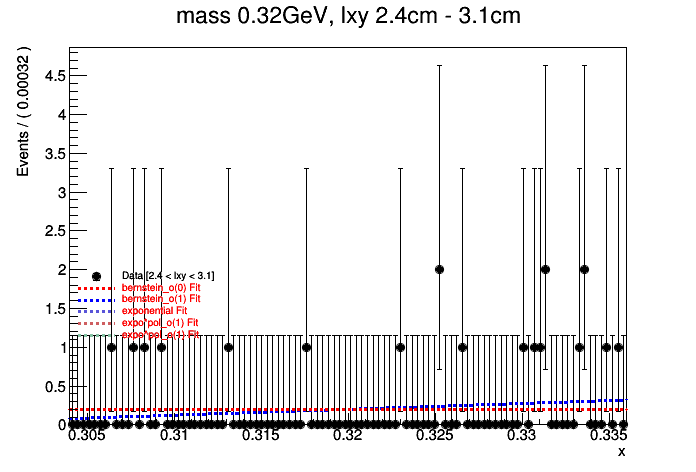 mass 0.32GeV, lxy 2.4cm - 3.1cm
Events / ( 0.00032 )
4.5
4
3.5
3
2.5
2
1.5
1
0.5
0
Data [2.4 < lxy < 3.1]
bernstein_o(0) Fit
bernstein_o(1) Fit
exponential Fit
expo*pol_o(1) Fit
0.305 0.31 0.315 0.32 0.325 0.33 0.335
x